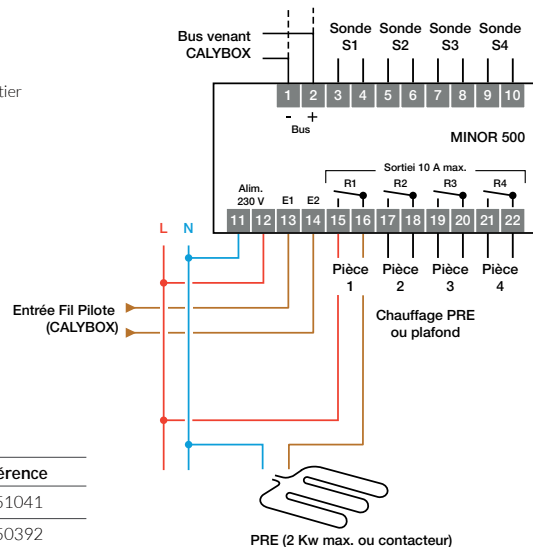 Bus venant
CALYBOX
Sonde
S1
Sonde
S2
Sonde
S3
Sonde
S4
tier
1 2 3 4 5 6 7 8 9 10
- +
Bus
MINOR 500
Sortiei 10 A max.
R1 R2 R3 R4
Alim.
230 V
E1 E2
11 12 13 14 15 16 17 18 19 20 21 22
L N
Pièce
1
Pièce
2
Pièce
3
Pièce
4
Entrée Fil Pilote
(CALYBOX)
Chauffage PRE
ou plafond
érence
51041
50392
PRE (2 Kw max. ou contacteur)